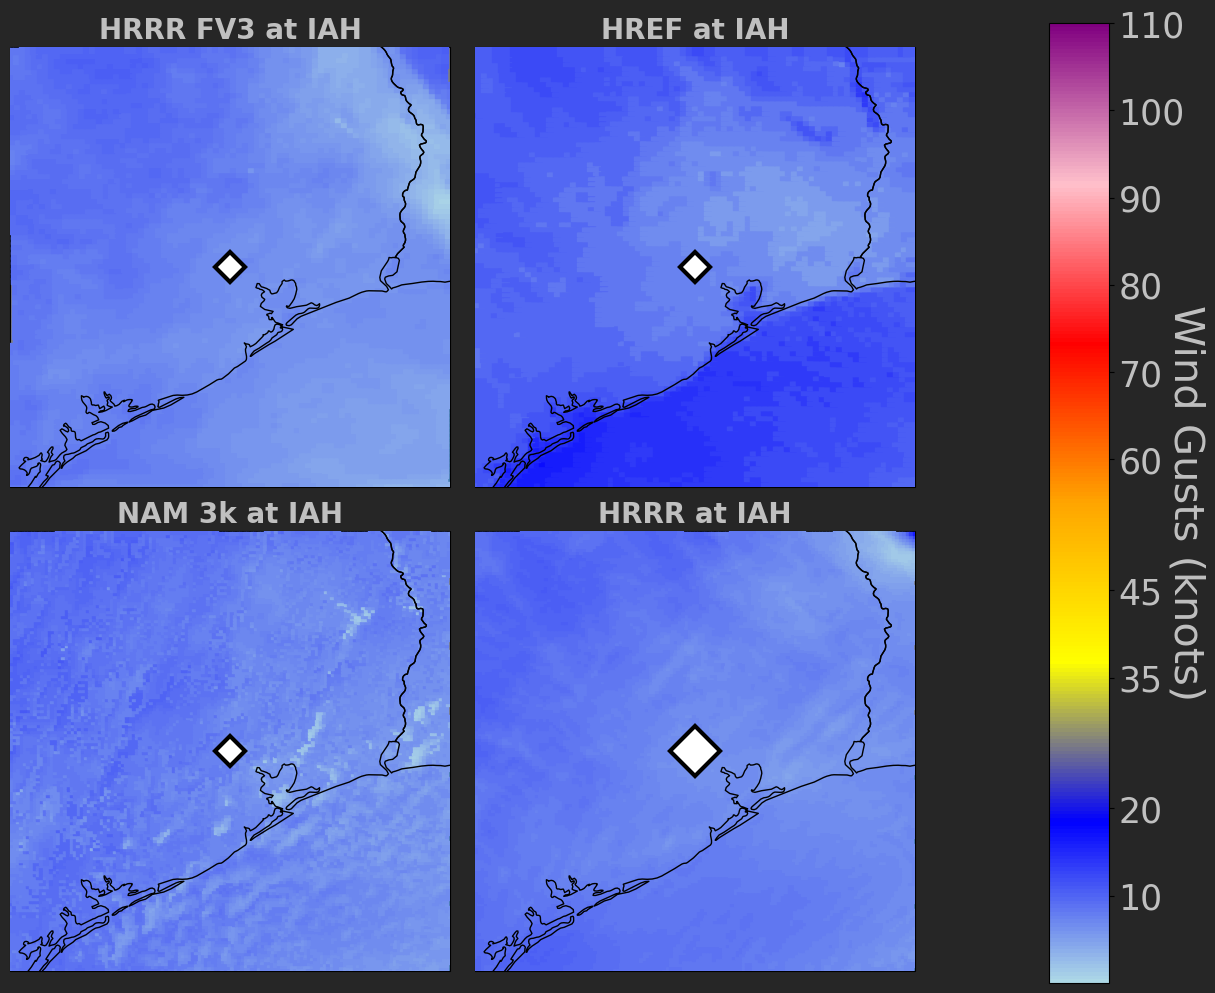 HRRR FV3 at IAH
HREF at IAH
NAM 3k at IAH
HRRR at IAH
110
100
90
80
70
60
45
35
20
10
Wind Gusts (knots)